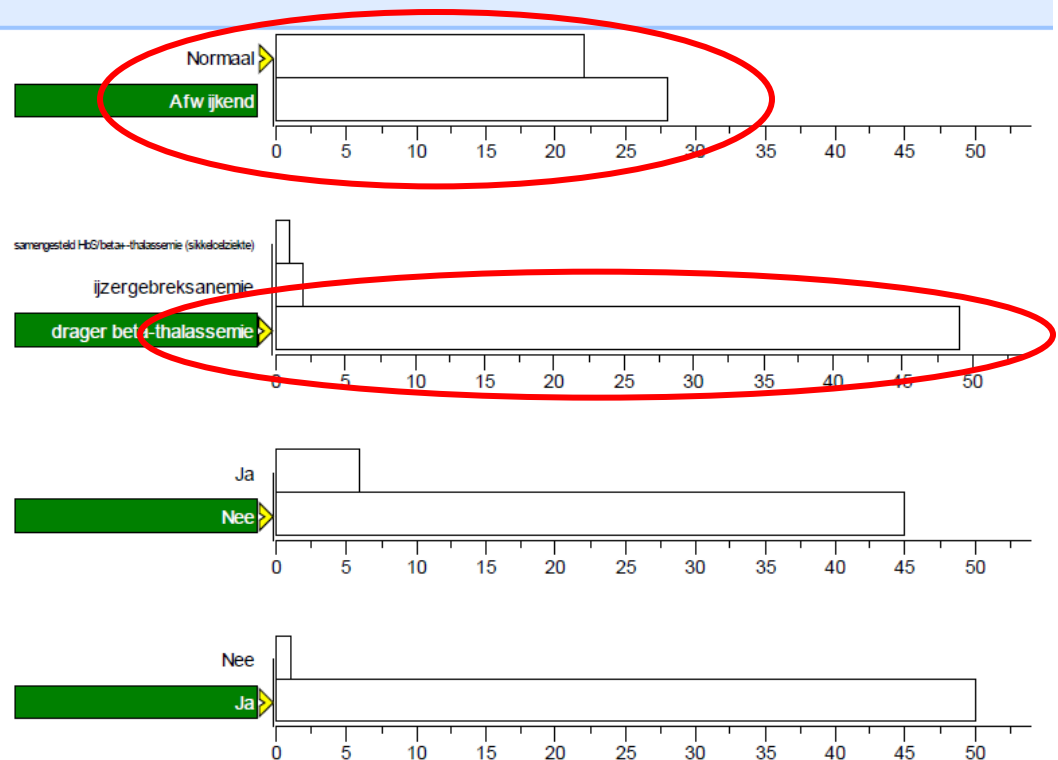 Normaal
Afwijkend
0 5 10 15 20 25 30 35 40 45 50
samengesteld HbS/beta+-thalassemie (sikkelcelziekte)
ijzergebreksanemie
drager beta-thalassemie
0 5 10 15 20 25 30 35 40 45 50
Ja
Nee
0 5 10 15 20 25 30 35 40 45 50
Nee
Ja
0 5 10 15 20 25 30 35 40 45 50